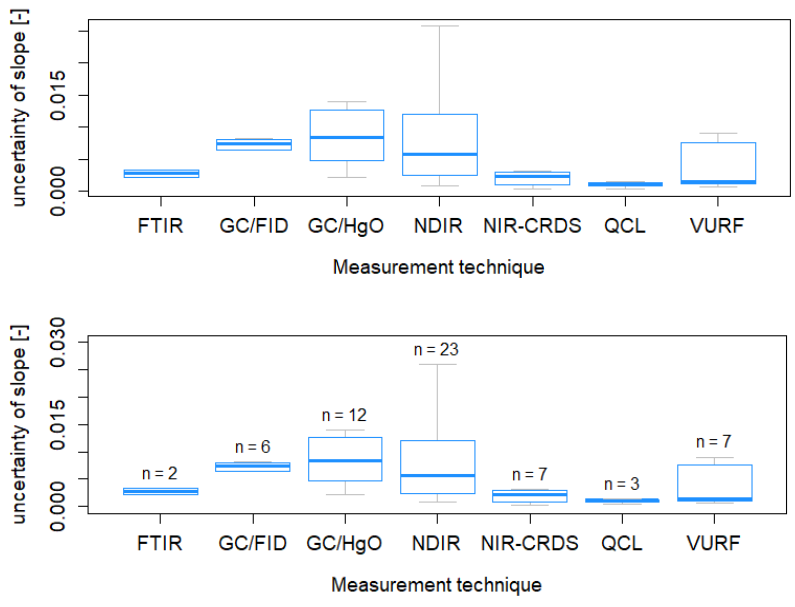 uncertainty of slope [-]
0.015
0.000
FTIR GC/FID GC/HgO NDIR NIR-CRDS QCL VURF
Measurement technique
uncertainty of slope [-]
0.030
0.015
0.000
n = 23
n = 12
n = 6
n = 7
n = 2
n = 7
n = 3
FTIR GC/FID GC/HgO NDIR NIR-CRDS QCL VURF
Measurement technique